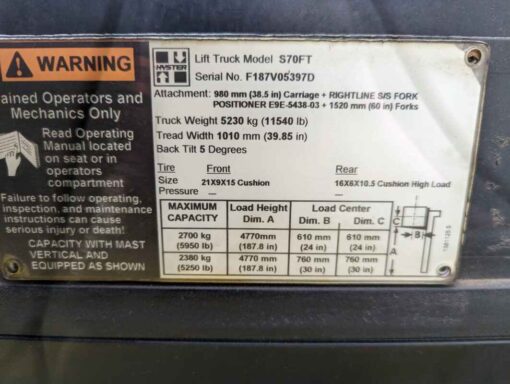 WARNING
ained Operators and
Mechanics Only
Read Operating
Manual located
on seat or in
operators
compartment
Failure to follow operating,
inspection, and maintenance
instructions can cause
serious injury or death!
CAPACITY WITH MAST
VERTICAL AND
EQUIPPED AS SHOWN
HYSTER
Lift Truck Model S70FT
Serial No. F187V05397D
Attachment: 980 mm (38.5 in) Carriage + RIGHTLINE S/S FORK
POSITIONER E9E-5438-03 + 1520 mm (60 in) Forks
Truck Weight 5230 kg (11540 lb)
Tread Width 1010 mm (39.85 in)
Back Tilt 5 Degrees
Tire Front Rear
Size 21X9X15 Cushion 16X6X10.5 Cushion High Load
Pressure — —
MAXIMUM CAPACITY Load Height Dim. A Load Center Dim. B Dim. C
2700 kg (5950 lb) 4770mm (187.8 in) 610 mm (24 in) 610 mm (24 in)
2380 kg (5250 lb) 4770 mm (187.8 in) 760 mm (30 in) 760 mm (30 in)
C
B
A